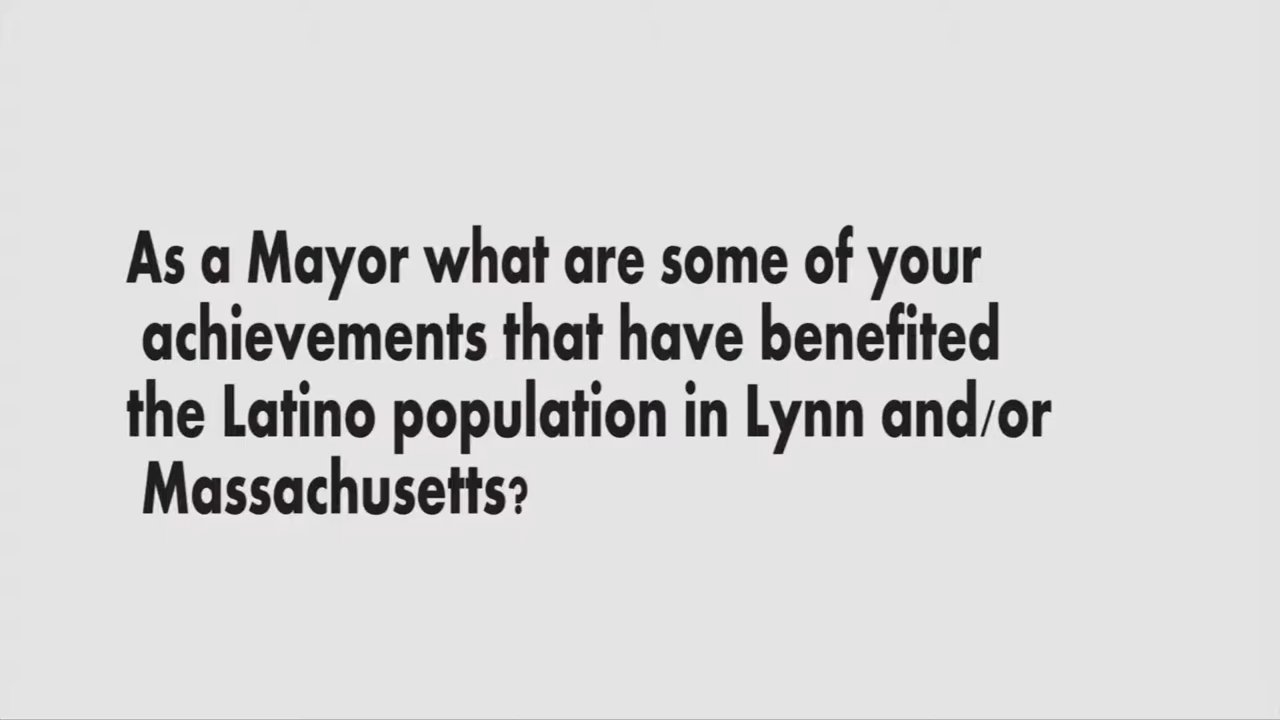 As a Mayor what are some of your
achievements that have benefited
the Latino population in Lynn and/or
Massachusetts?